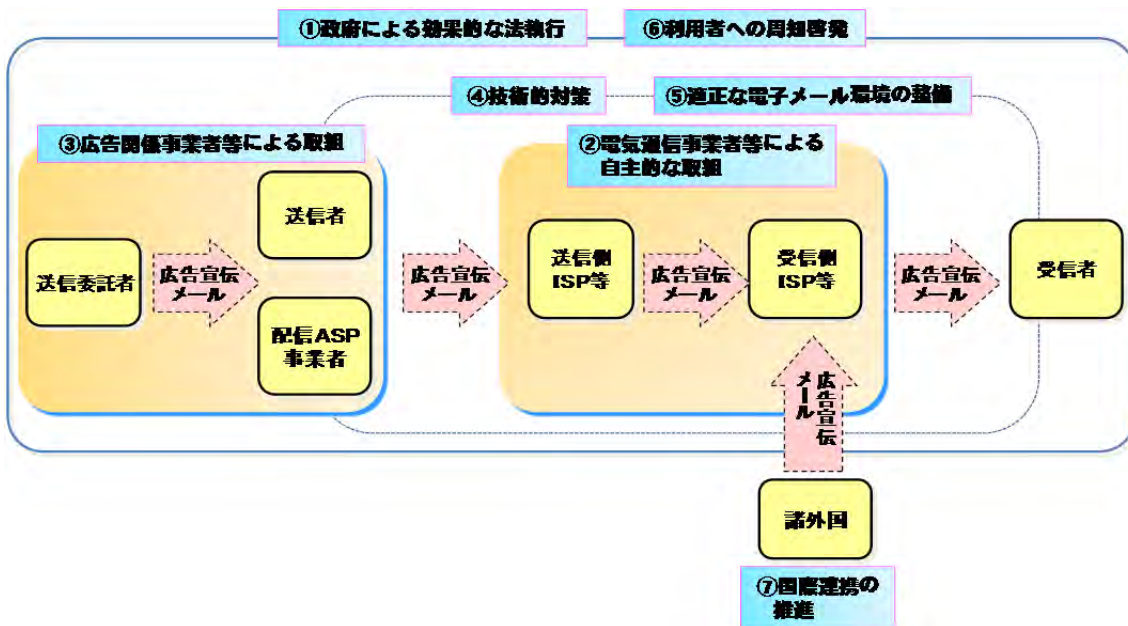 ①政府による効果的な法執行
⑥利用者への周知啓発
④技術的対策
⑤適正な電子メール環境の整備
③広告関係事業者等による取組
②電気通信事業者等による
自主的な取組
送信者
送信委託者
広告宣伝
メール
配信ASP
事業者
広告宣伝
メール
送信側
ISP等
広告宣伝
メール
受信側
ISP等
広告宣伝
メール
受信者
広告宣伝
メール
諸外国
⑦国際連携の
推進